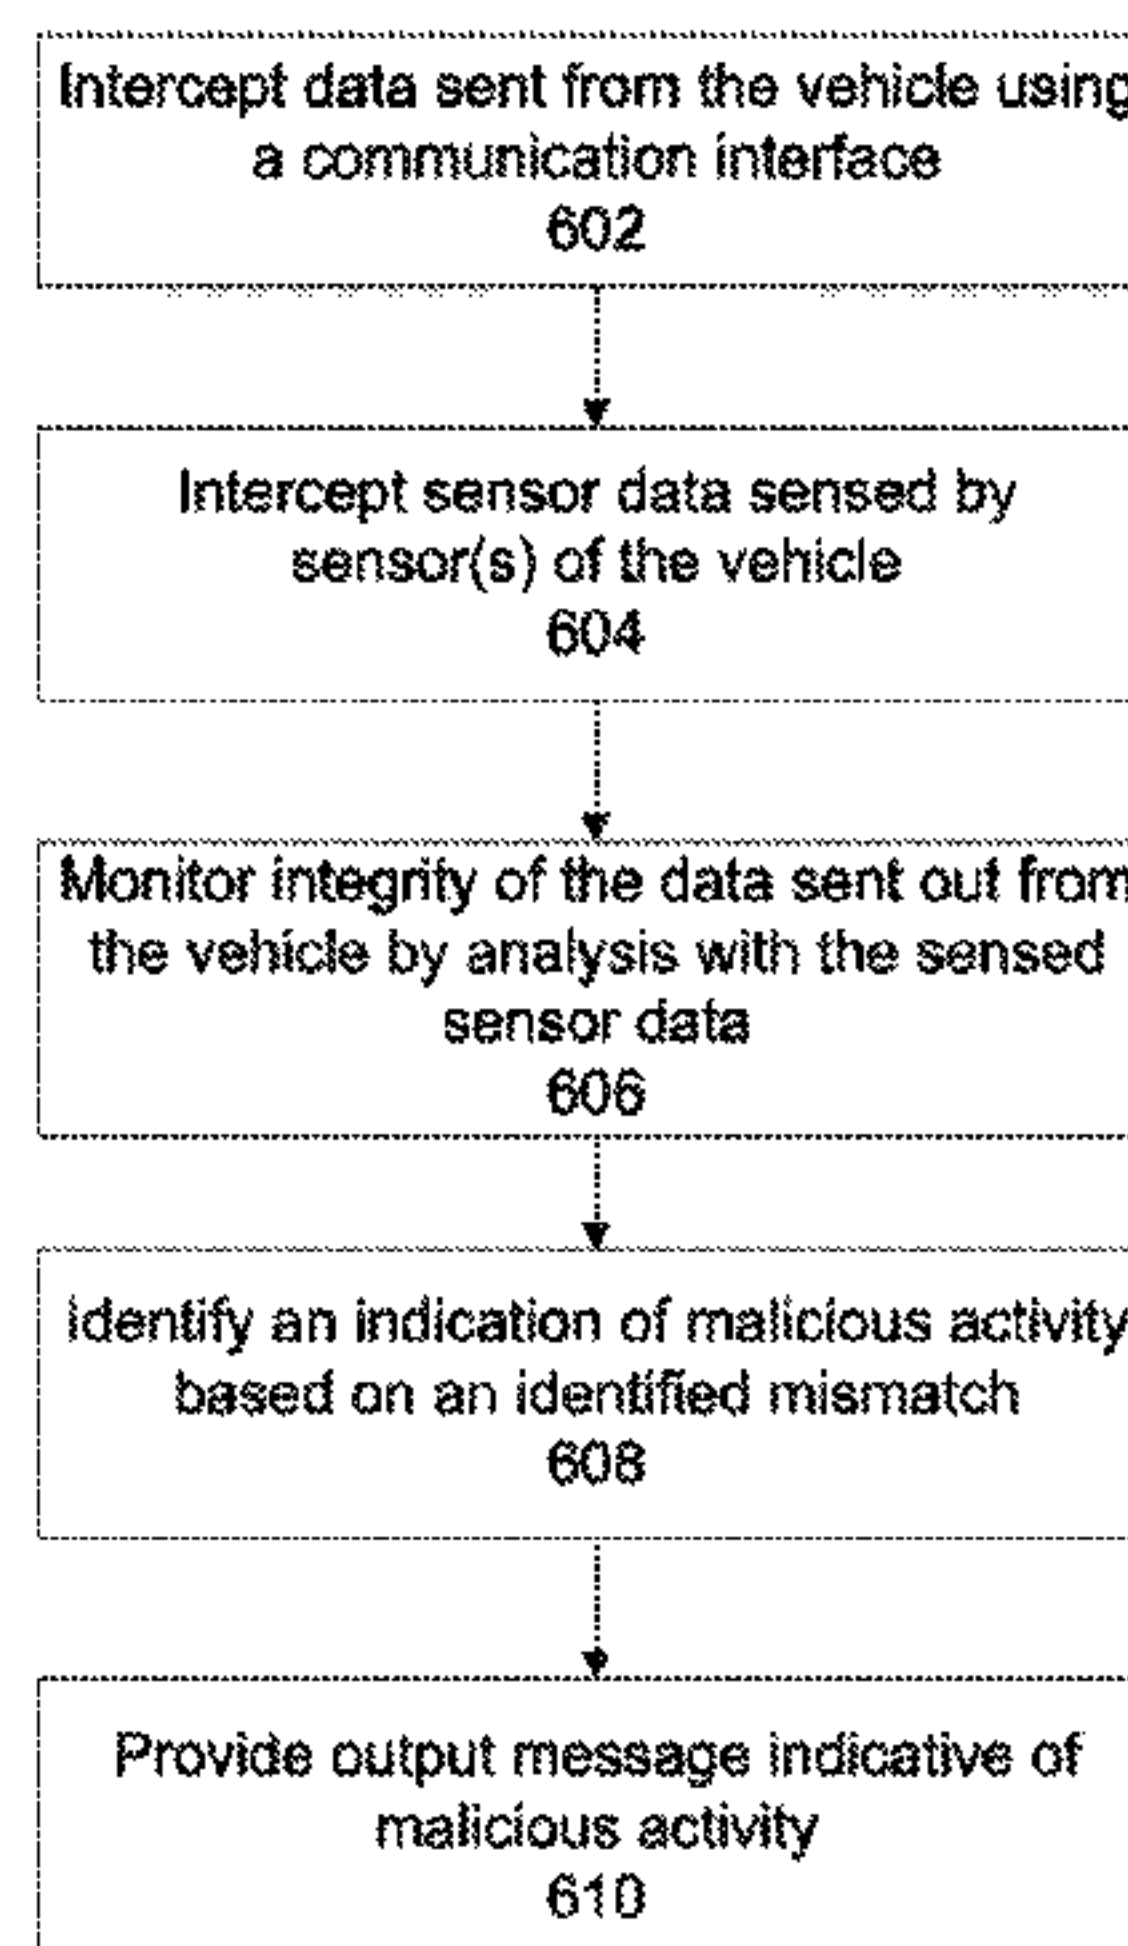 Intercept data sent from the vehicle using
a communication interface
602
Intercept sensor data sensed by
sensor(s) of the vehicle
604
Monitor integrity of the data sent out from
the vehicle by analysis with the sensed
sensor data
606
Identify an indication of malicious activity
based on an identified mismatch
608
Provide output message indicative of
malicious activity
610